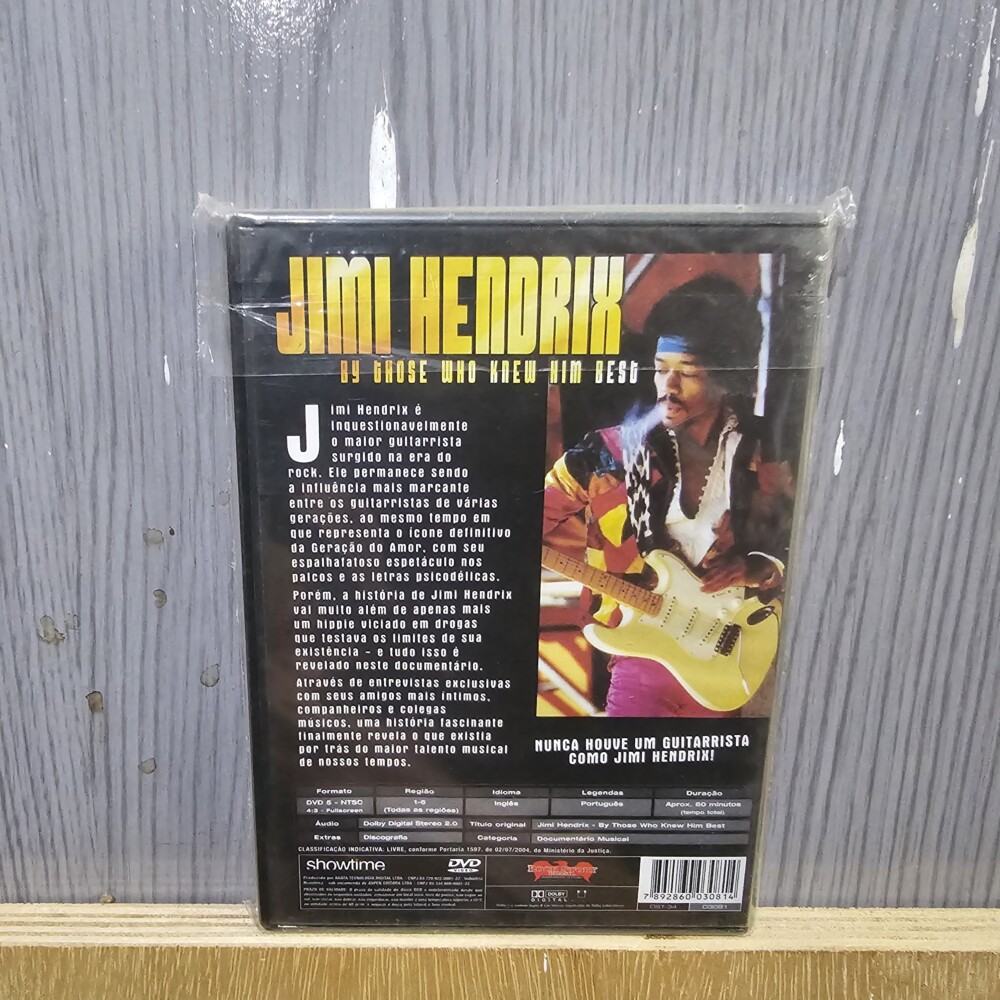 JIMI HENDRIX
BY THOSE WHO KNEW HIM BEST
Jimi Hendrix é
inquestionavelmente
o maior guitarrista
surgido na era do
rock. Ele permanece sendo
a influência mais marcante
entre os guitarristas de várias
gerações, ao mesmo tempo em
que representa o ícone definitivo
da Geração do Amor, com seu
espalhafatoso espetáculo nos
palcos e as letras psicodélicas.
Porém, a história de Jimi Hendrix
vai muito além de apenas mais
um hippie viciado em drogas
que testava os limites de sua
existência - e tudo isso é
revelado neste documentário.
Através de entrevistas exclusivas
com seus amigos mais íntimos,
companheiros e colegas
músicos, uma história fascinante
finalmente revela o que existia
por trás do maior talento musical
de nossos tempos.
NUNCA HOUVE UM GUITARRISTA
COMO JIMI HENDRIX!
Formato Região Idioma Legendas Duração
DVD 5 - NTSC 1-6 Inglês Português Aprox. 60 minutos
4:3 - Fullscreen (Todas as regiões) (tempo total)
Áudio Dolby Digital Stereo 2.0 Título original Jimi Hendrix - By Those Who Knew Him Best
Extras Discografia Categoria Documentário Musical
CLASSIFICAÇÃO INDICATIVA: LIVRE, conforme Portaria 1597, de 02/07/2004, do Ministério da Justiça.
showtime DVD VIDEO
DOLBY DIGITAL
7 892860 030814
DST-34 D3081